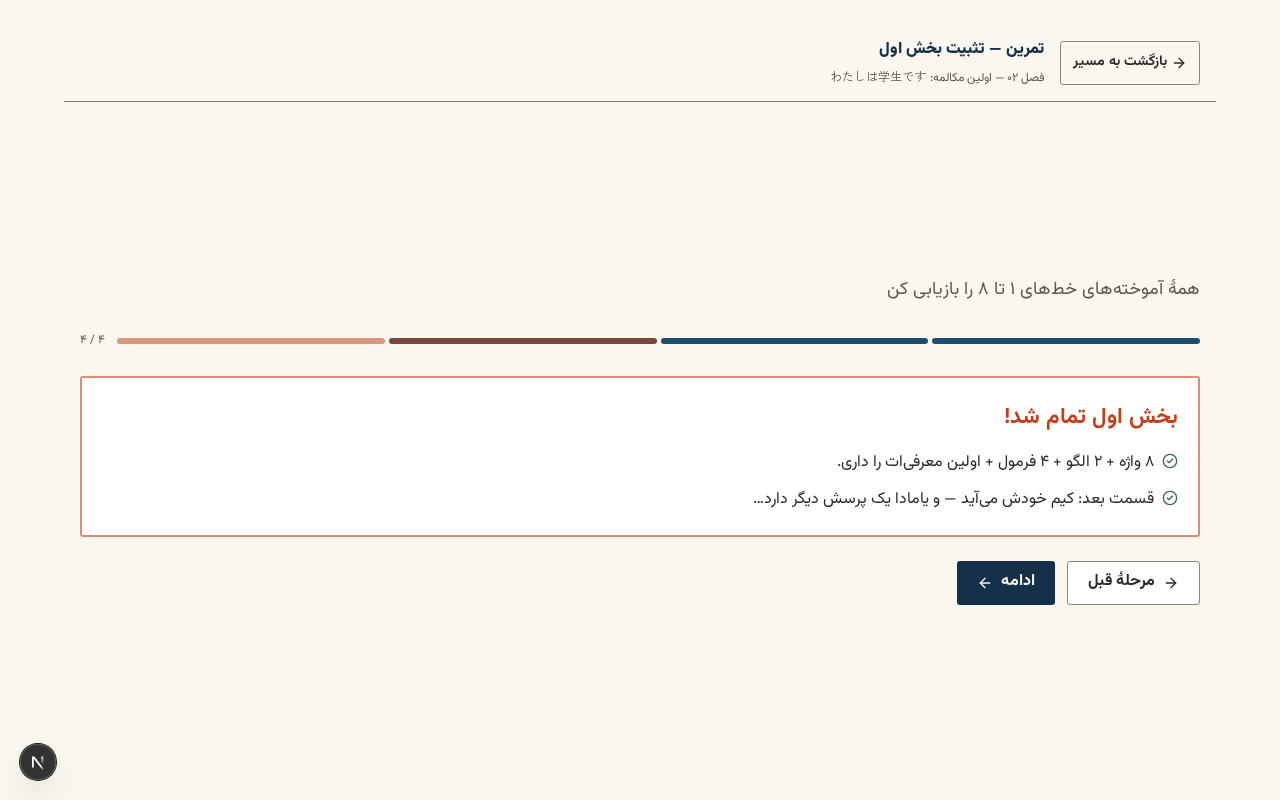 بازگشت به مسیر
تمرین — تثبیت بخش اول
فصل ۰۲ — اولین مکالمه: わたしは学生です
همهٔ آموخته‌های خط‌های ۱ تا ۸ را بازیابی کن
۴ / ۴
بخش اول تمام شد!
۸ واژه + ۲ الگو + ۴ فرمول + اولین معرفی‌ات را داری.
قسمت بعد: کیم خودش می‌آید — و یامادا یک پرسش دیگر دارد...
مرحلهٔ قبل
ادامه
N